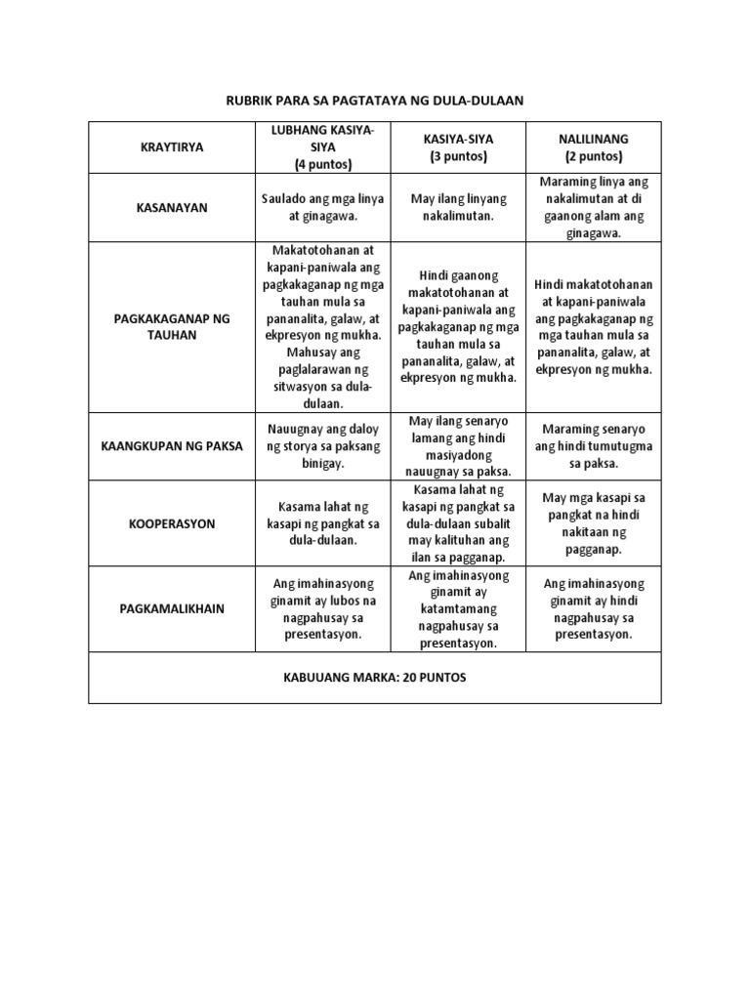 RUBRIK PARA SA PAGTATAYA NG DULA-DULAAN
KRAYTIRYA
LUBHANG KASIYA-
SIYA
(4 puntos)
KASIYA-SIYA
(3 puntos)
NALILINANG
(2 puntos)
KASANAYAN
Saulado ang mga linya
at ginagawa.
May ilang linyang
nakalimutan.
Maraming linya ang
nakalimutan at di
gaanong alam ang
ginagawa.
PAGKAKAGANAP NG
TAUHAN
Makatotohanan at
kapani-paniwala ang
pagkakaganap ng mga
tauhan mula sa
pananalita, galaw, at
ekpresyon ng mukha.
Mahusay ang
paglalarawan ng
sitwasyon sa dula-
dulaan.
Hindi gaanong
makatotohanan at
kapani-paniwala ang
pagkakaganap ng mga
tauhan mula sa
pananalita, galaw, at
ekpresyon ng mukha.
Hindi makatotohanan
at kapani-paniwala
ang pagkakaganap ng
mga tauhan mula sa
pananalita, galaw, at
ekpresyon ng mukha.
KAANGKUPAN NG PAKSA
Nauugnay ang daloy
ng storya sa paksang
binigay.
May ilang senaryo
lamang ang hindi
masiyadong
nauugnay sa paksa.
Maraming senaryo
ang hindi tumutugma
sa paksa.
KOOPERASYON
Kasama lahat ng
kasapi ng pangkat sa
dula-dulaan.
Kasama lahat ng
kasapi ng pangkat sa
dula-dulaan subalit
may kalituhan ang
ilan sa pagganap.
May mga kasapi sa
pangkat na hindi
nakitaan ng
pagganap.
PAGKAMALIKHAIN
Ang imahinasyong
ginamit ay lubos na
nagpahusay sa
presentasyon.
Ang imahinasyong
ginamit ay
katamtamang
nagpahusay sa
presentasyon.
Ang imahinasyong
ginamit ay hindi
nagpahusay sa
presentasyon.
KABUUANG MARKA: 20 PUNTOS